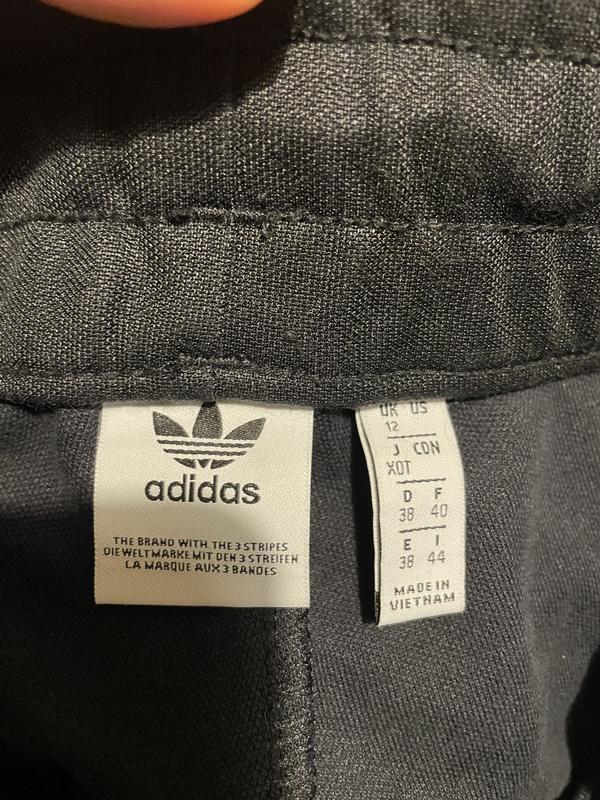 adidas
THE BRAND WITH THE 3 STRIPES
DIE WELTMARKE MIT DEN 3 STREIFEN
LA MARQUE AUX 3 BANDES
UK US
12
J CDN
XOT
D F
38 40
E I
38 44
MADE IN
VIETNAM